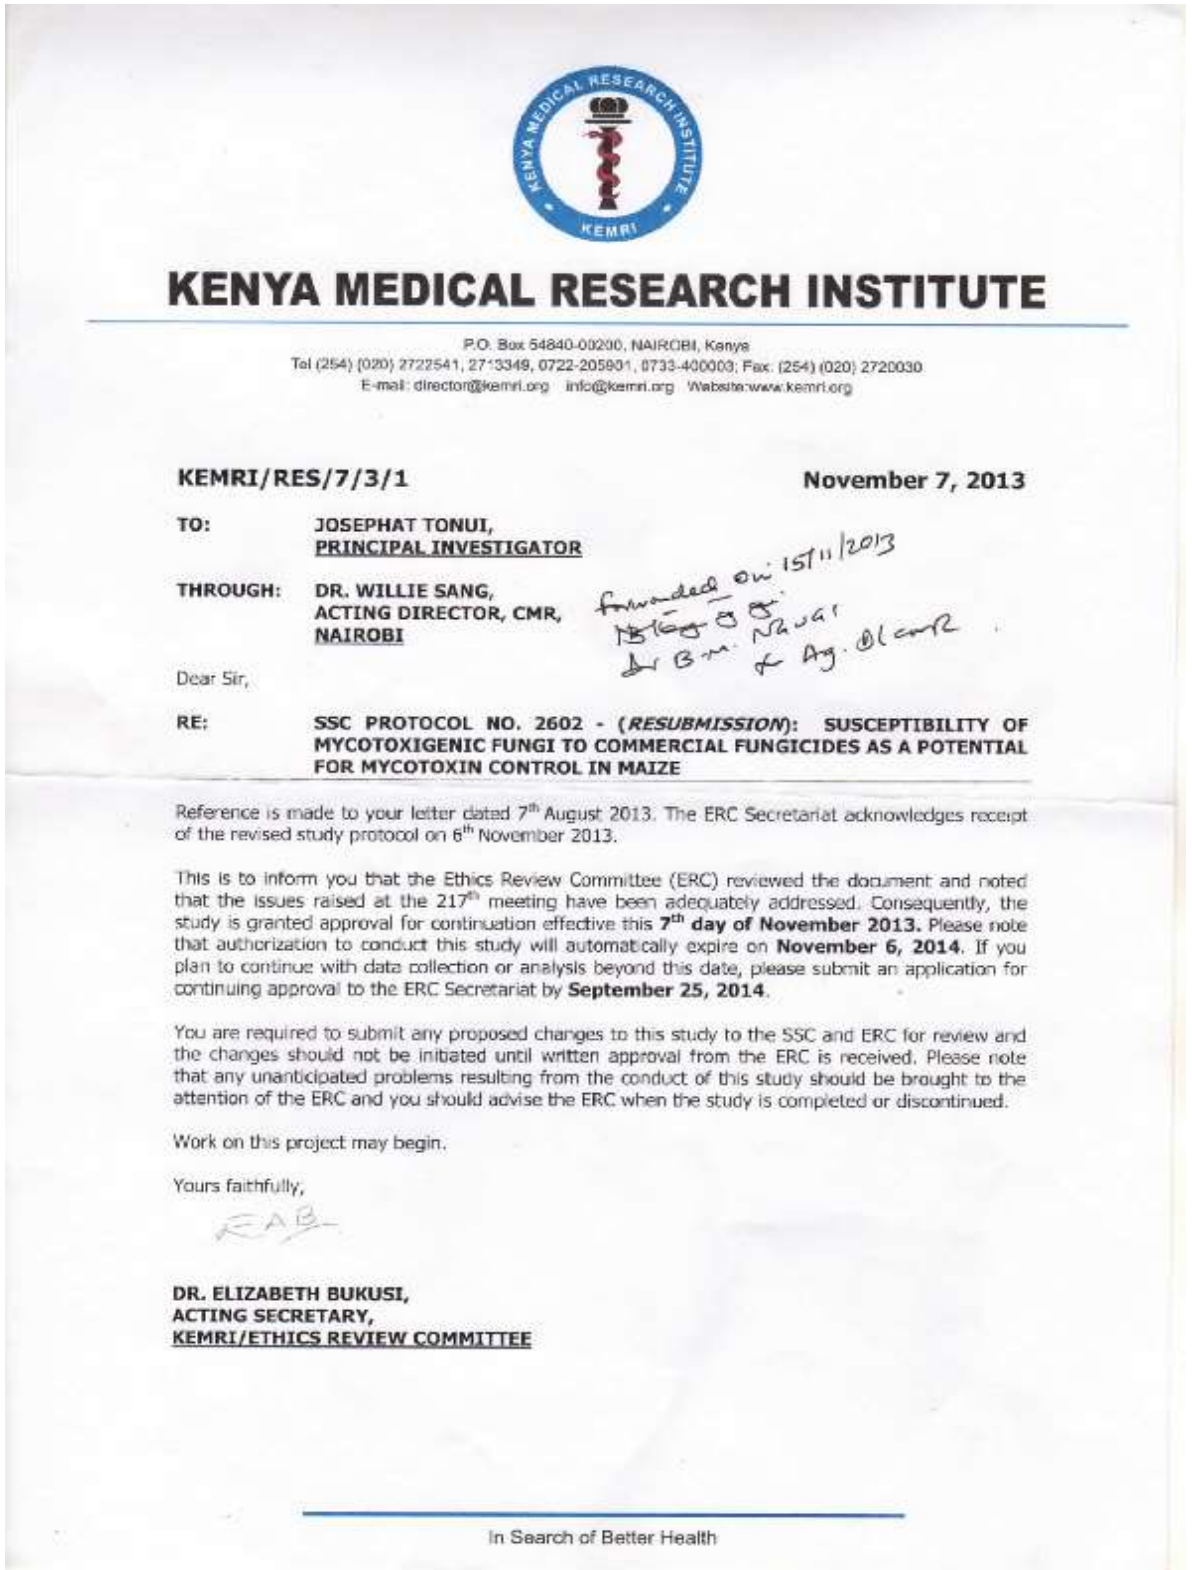 KENYA MEDICAL RESEARCH INSTITUTE
KEMRI
KENYA MEDICAL RESEARCH INSTITUTE
P.O. Box 54840-00200, NAIROBI, Kenya
Tel (254) (020) 2722541, 2713349, 0722-205901, 0733-400003; Fax: (254) (020) 2720030
E-mail: director@kemri.org info@kemri.org Website:www.kemri.org
KEMRI/RES/7/3/1 November 7, 2013
TO: JOSEPHAT TONUI,
PRINCIPAL INVESTIGATOR
forwarded on 15/11/2013
THROUGH: DR. WILLIE SANG,
ACTING DIRECTOR, CMR,
NAIROBI
Dr B.M.
Ag.
Dear Sir,
RE: SSC PROTOCOL NO. 2602 - (RESUBMISSION): SUSCEPTIBILITY OF
MYCOTOXIGENIC FUNGI TO COMMERCIAL FUNGICIDES AS A POTENTIAL
FOR MYCOTOXIN CONTROL IN MAIZE
Reference is made to your letter dated 7th August 2013. The ERC Secretariat acknowledges receipt
of the revised study protocol on 6th November 2013.
This is to inform you that the Ethics Review Committee (ERC) reviewed the document and noted
that the issues raised at the 217th meeting have been adequately addressed. Consequently, the
study is granted approval for continuation effective this 7th day of November 2013. Please note
that authorization to conduct this study will automatically expire on November 6, 2014. If you
plan to continue with data collection or analysis beyond this date, please submit an application for
continuing approval to the ERC Secretariat by September 25, 2014.
You are required to submit any proposed changes to this study to the SSC and ERC for review and
the changes should not be initiated until written approval from the ERC is received. Please note
that any unanticipated problems resulting from the conduct of this study should be brought to the
attention of the ERC and you should advise the ERC when the study is completed or discontinued.
Work on this project may begin.
Yours faithfully,
EAB
DR. ELIZABETH BUKUSI,
ACTING SECRETARY,
KEMRI/ETHICS REVIEW COMMITTEE
In Search of Better Health